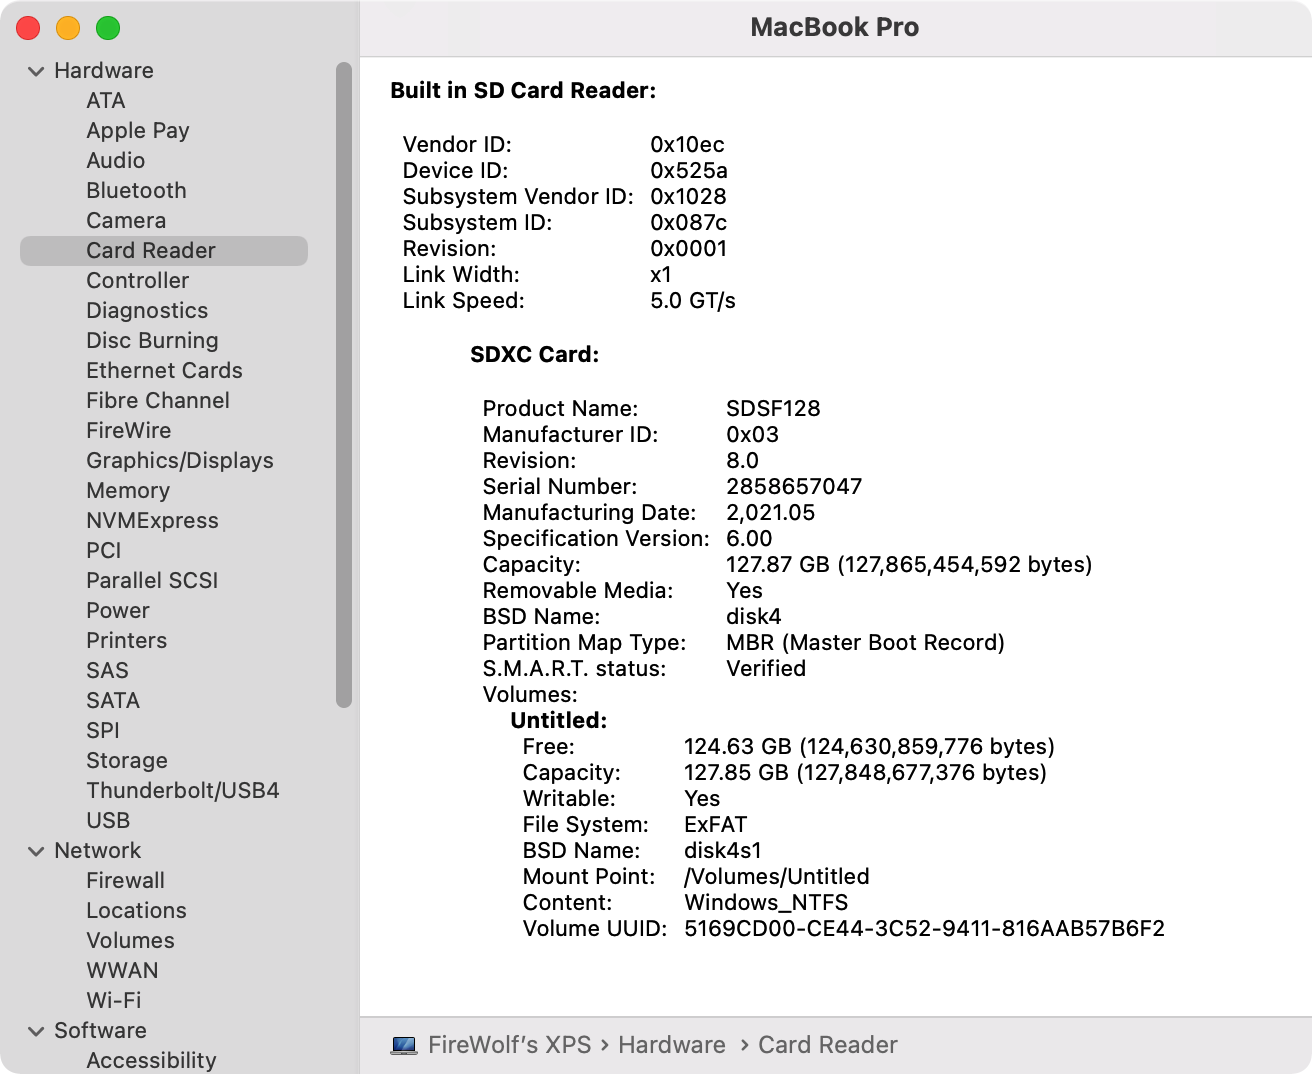 MacBook Pro
Hardware
ATA
Apple Pay
Audio
Bluetooth
Camera
Card Reader
Controller
Diagnostics
Disc Burning
Ethernet Cards
Fibre Channel
FireWire
Graphics/Displays
Memory
NVMExpress
PCI
Parallel SCSI
Power
Printers
SAS
SATA
SPI
Storage
Thunderbolt/USB4
USB
Network
Firewall
Locations
Volumes
WWAN
Wi-Fi
Software
Accessibility
Built in SD Card Reader:
Vendor ID: 0x10ec
Device ID: 0x525a
Subsystem Vendor ID: 0x1028
Subsystem ID: 0x087c
Revision: 0x0001
Link Width: x1
Link Speed: 5.0 GT/s
SDXC Card:
Product Name: SDSF128
Manufacturer ID: 0x03
Revision: 8.0
Serial Number: 2858657047
Manufacturing Date: 2,021.05
Specification Version: 6.00
Capacity: 127.87 GB (127,865,454,592 bytes)
Removable Media: Yes
BSD Name: disk4
Partition Map Type: MBR (Master Boot Record)
S.M.A.R.T. status: Verified
Volumes:
Untitled:
Free: 124.63 GB (124,630,859,776 bytes)
Capacity: 127.85 GB (127,848,677,376 bytes)
Writable: Yes
File System: ExFAT
BSD Name: disk4s1
Mount Point: /Volumes/Untitled
Content: Windows_NTFS
Volume UUID: 5169CD00-CE44-3C52-9411-816AAB57B6F2
FireWolf’s XPS › Hardware › Card Reader